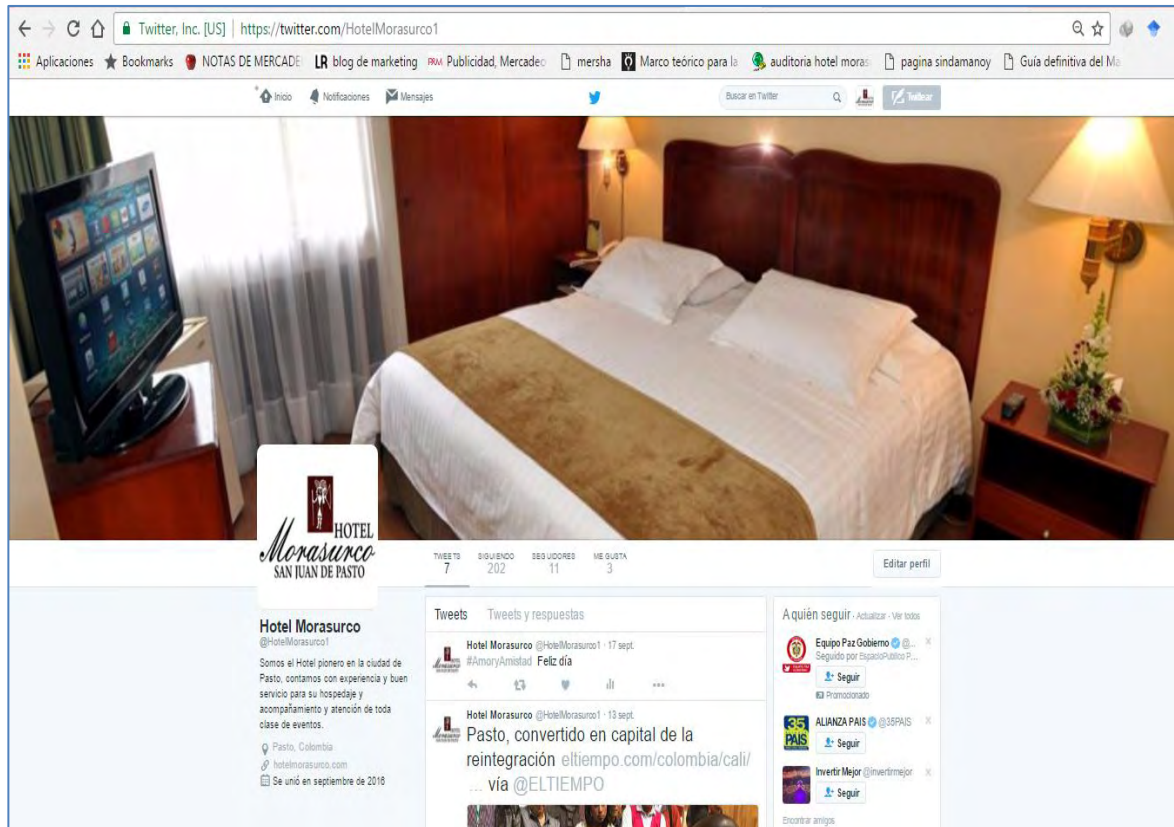 Twitter, Inc. [US] | https://twitter.com/HotelMorasurco1
Aplicaciones Bookmarks NOTAS DE MERCADE LR blog de marketing PRM Publicidad, Mercadeo mersha Marco teórico para la auditoria hotel moras pagina sindamanoy Guía definitiva del Ma
Inicio Notificaciones Mensajes Buscar en Twitter Twittear
HOTEL
Morasurco
SAN JUAN DE PASTO
TWEETS SIGUIENDO SEGUIDORES ME GUSTA
7 202 11 3
Editar perfil
Hotel Morasurco
@HotelMorasurco1
Somos el Hotel pionero en la ciudad de
Pasto, contamos con experiencia y buen
servicio para su hospedaje y
acompañamiento y atención de toda
clase de eventos.
Pasto, Colombia
hotelmorasurco.com
Se unió en septiembre de 2016
Tweets Tweets y respuestas
Hotel Morasurco @HotelMorasurco1 · 17 sept.
#AmoryAmistad Feliz día
Hotel Morasurco @HotelMorasurco1 · 13 sept.
Pasto, convertido en capital de la
reintegración eltiempo.com/colombia/cali/
... vía @ELTIEMPO
A quién seguir · Actualizar · Ver todos
Equipo Paz Gobierno @...
Seguido por EspacioPublico P...
Seguir
Promocionado
35
PAIS
ALIANZA PAIS @35PAIS
Seguir
Invertir Mejor @invertirmejor
Seguir
Encontrar amigos